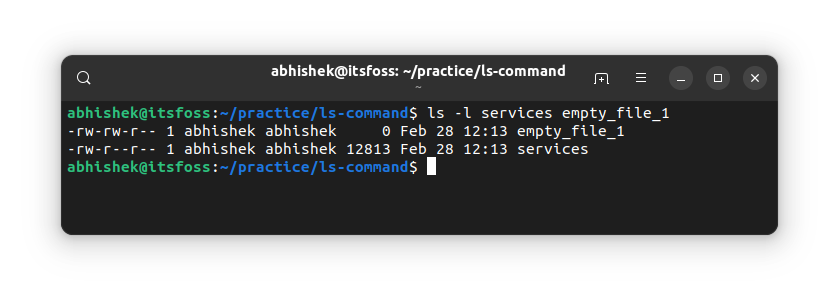 abhishek@itsfoss: ~/practice/ls-command
~
abhishek@itsfoss:~/practice/ls-command$ ls -l services empty_file_1
-rw-rw-r-- 1 abhishek abhishek     0 Feb 28 12:13 empty_file_1
-rw-r--r-- 1 abhishek abhishek 12813 Feb 28 12:13 services
abhishek@itsfoss:~/practice/ls-command$